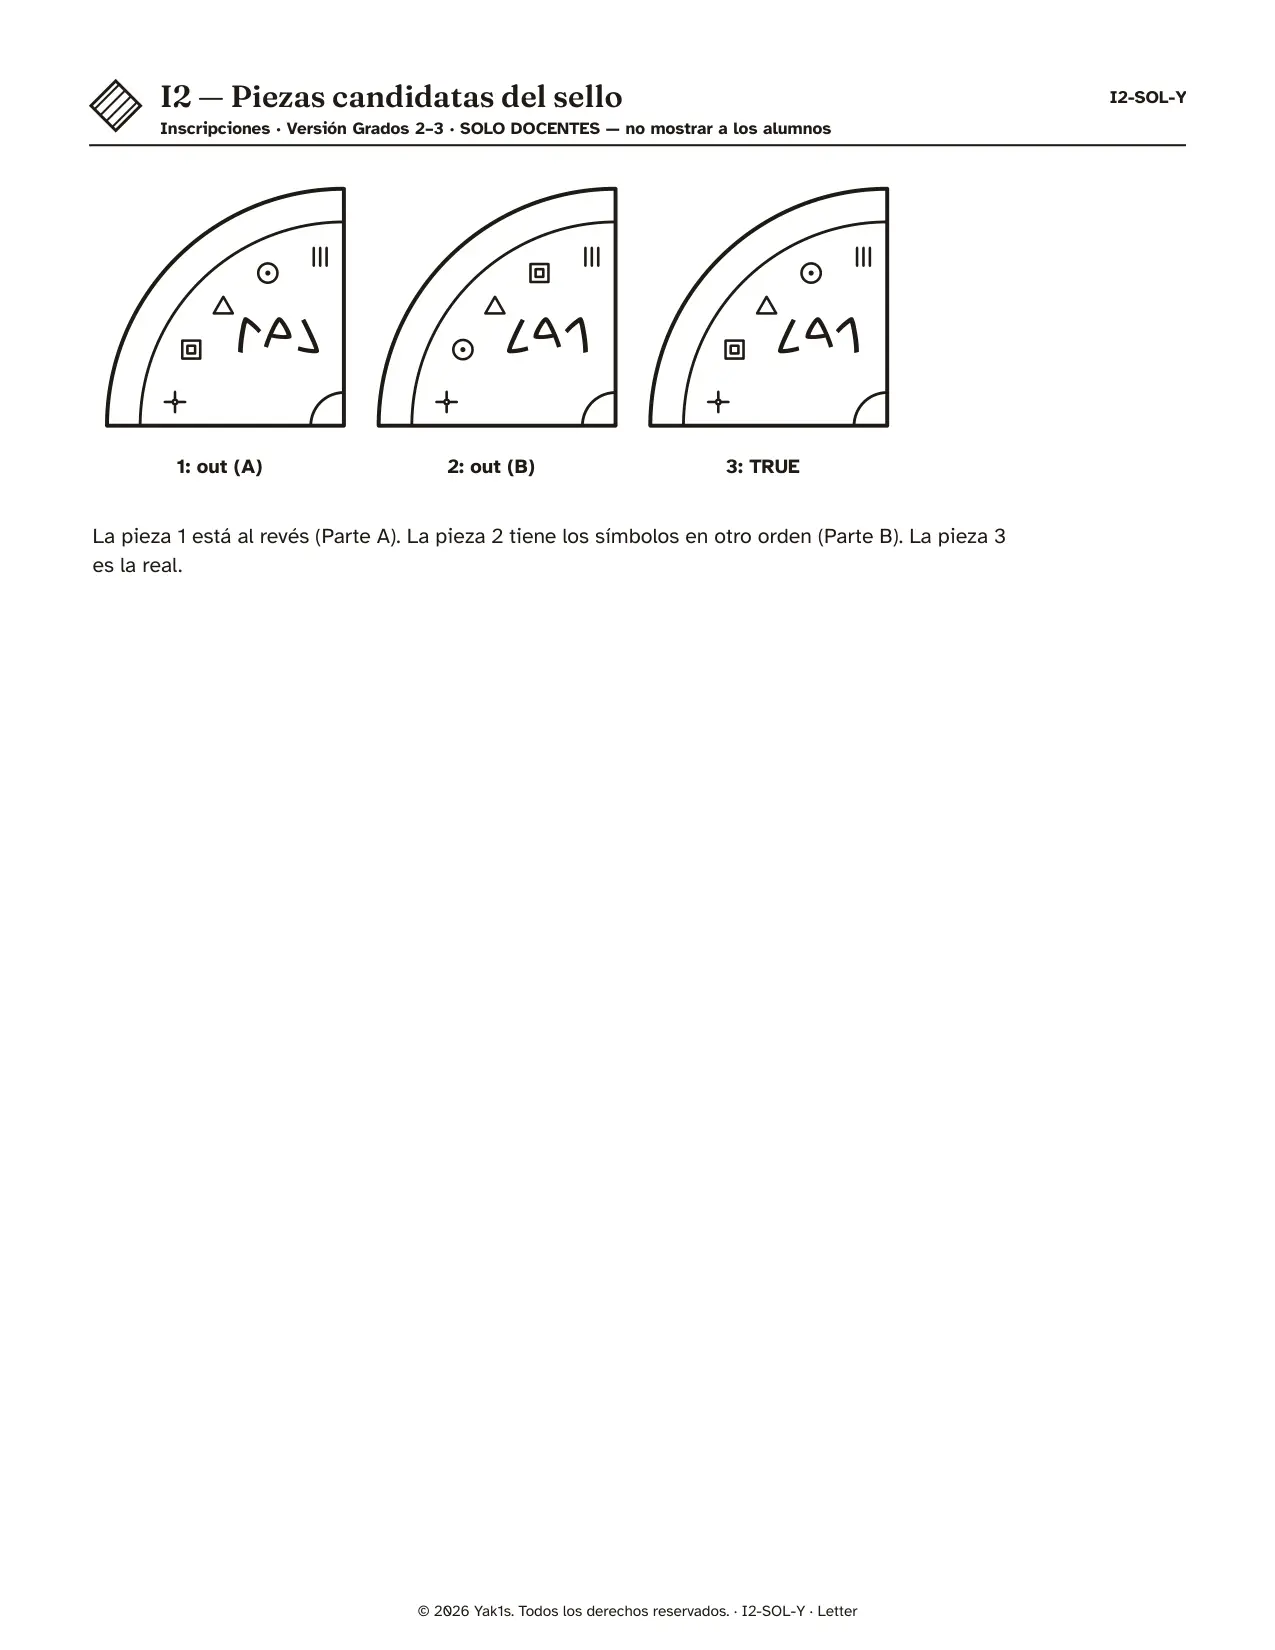 I2 — Piezas candidatas del sello
I2-SOL-Y
Inscripciones · Versión Grados 2–3 · SOLO DOCENTES — no mostrar a los alumnos
1: out (A)
2: out (B)
3: TRUE
La pieza 1 está al revés (Parte A). La pieza 2 tiene los símbolos en otro orden (Parte B). La pieza 3
es la real.
© 2026 Yak1s. Todos los derechos reservados. · I2-SOL-Y · Letter